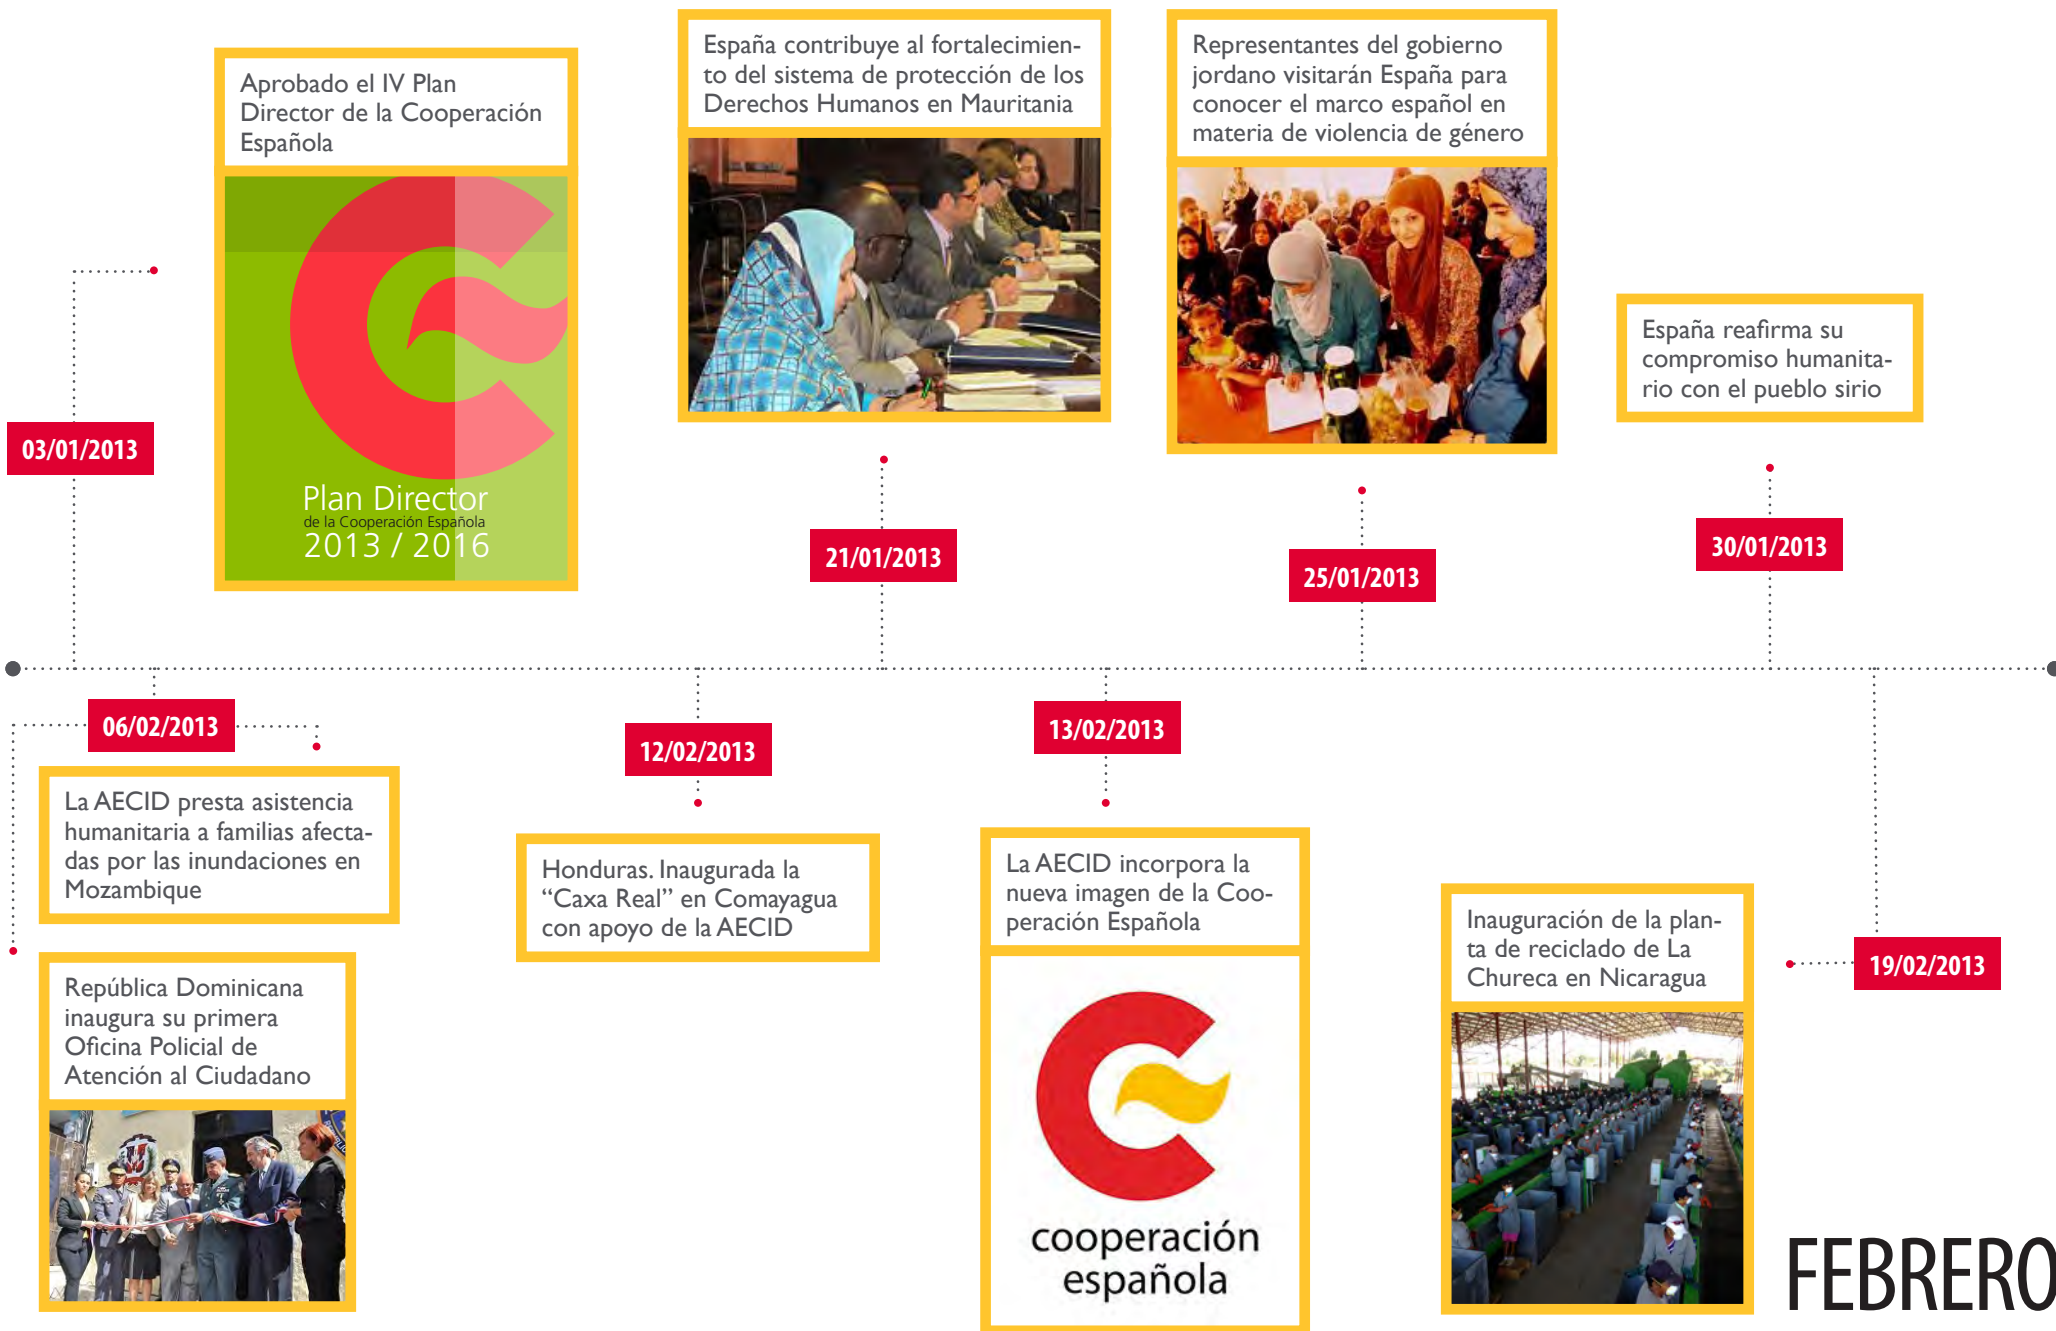 Aprobado el IV Plan
Director de la Cooperación
Española
Plan Director
de la Cooperación Española
2013 / 2016
03/01/2013
España contribuye al fortalecimien-
to del sistema de protección de los
Derechos Humanos en Mauritania
21/01/2013
Representantes del gobierno
jordano visitarán España para
conocer el marco español en
materia de violencia de género
25/01/2013
España reafirma su
compromiso humanita-
rio con el pueblo sirio
30/01/2013
06/02/2013
La AECID presta asistencia
humanitaria a familias afecta-
das por las inundaciones en
Mozambique
República Dominicana
inaugura su primera
Oficina Policial de
Atención al Ciudadano
12/02/2013
Honduras. Inaugurada la
“Caxa Real” en Comayagua
con apoyo de la AECID
13/02/2013
La AECID incorpora la
nueva imagen de la Coo-
peración Española
cooperación
española
Inauguración de la plan-
ta de reciclado de La
Chureca en Nicaragua
19/02/2013
FEBRERO